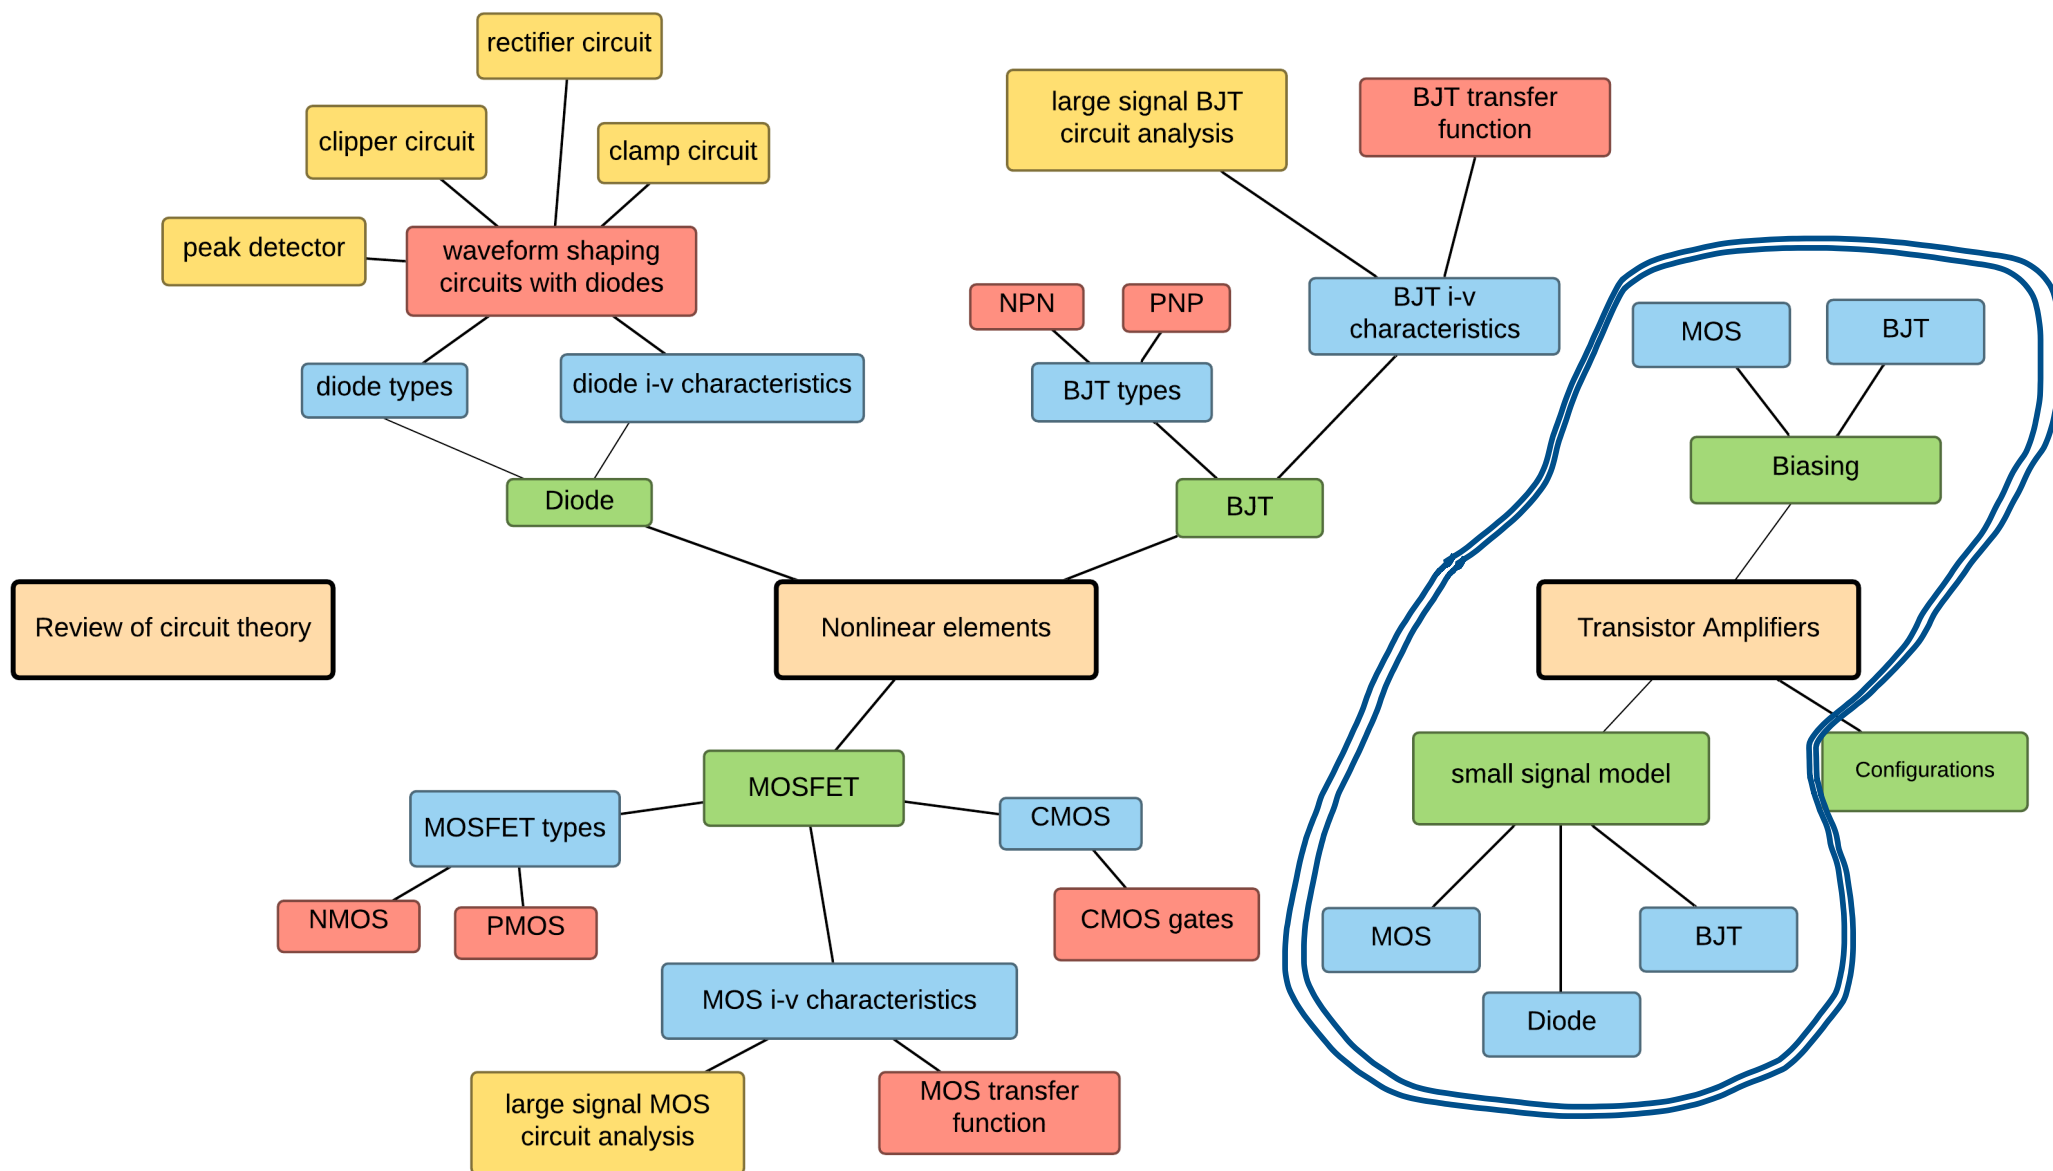 rectifier circuit
clipper circuit
clamp circuit
peak detector
waveform shaping
circuits with diodes
diode types
diode i-v characteristics
Diode
large signal BJT
circuit analysis
BJT transfer
function
NPN
PNP
BJT i-v
characteristics
BJT types
BJT
MOS
BJT
Biasing
Review of circuit theory
Nonlinear elements
Transistor Amplifiers
MOSFET
MOSFET types
CMOS
NMOS
PMOS
CMOS gates
MOS i-v characteristics
large signal MOS
circuit analysis
MOS transfer
function
small signal model
Configurations
MOS
BJT
Diode